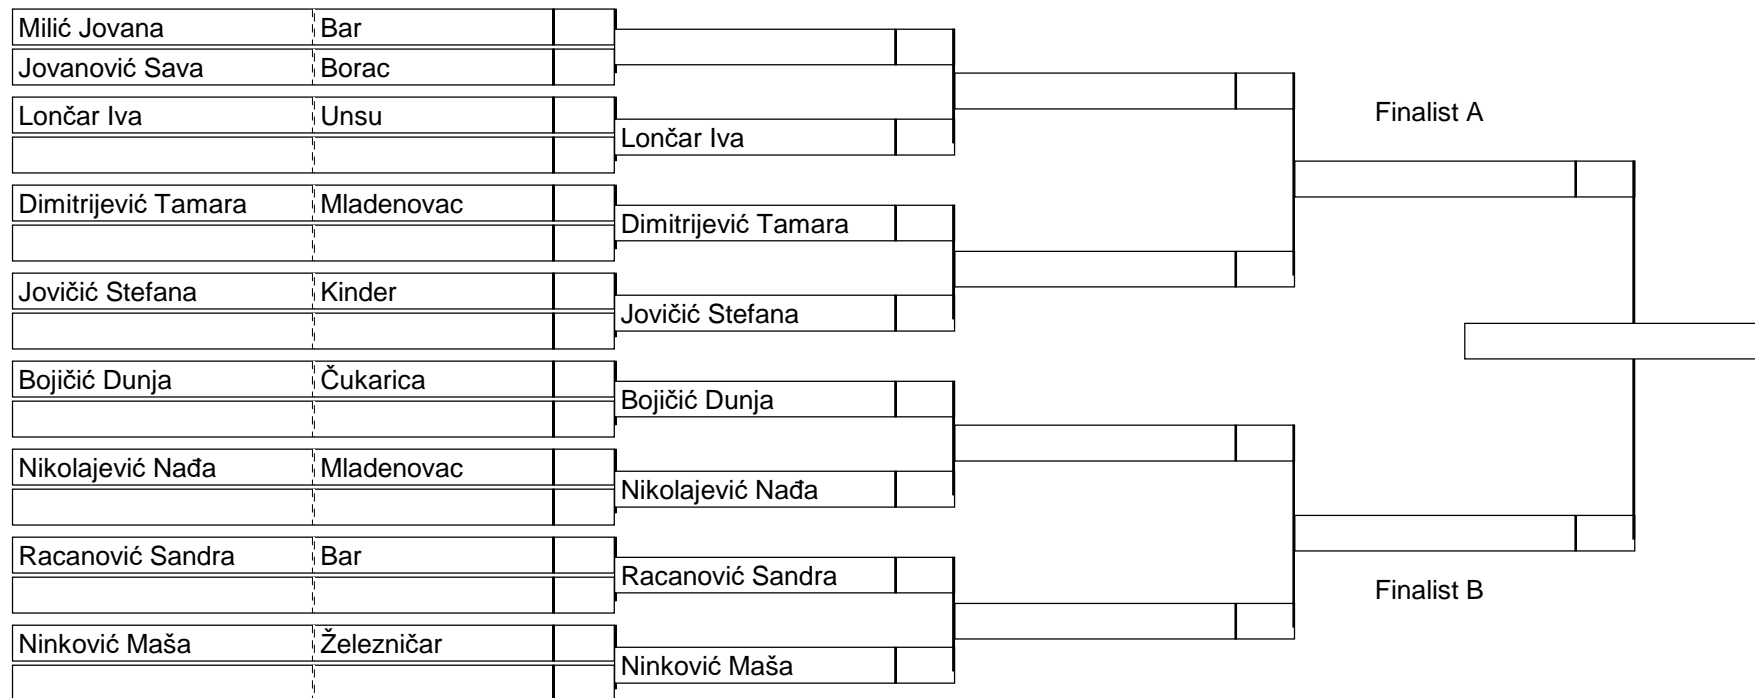 Milić Jovana Bar
Jovanović Sava Borac
Lončar Iva Unsu
Lončar Iva
Finalist A
Dimitrijević Tamara Mladenovac
Dimitrijević Tamara
Jovičić Stefana Kinder
Jovičić Stefana
Bojičić Dunja Čukarica
Bojičić Dunja
Nikolajević Nađa Mladenovac
Nikolajević Nađa
Racanović Sandra Bar
Racanović Sandra
Finalist B
Ninković Maša Železničar
Ninković Maša